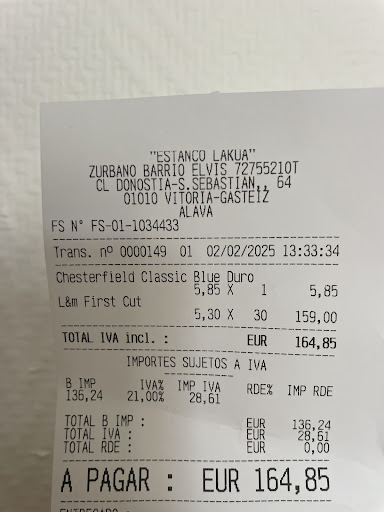 "ESTANCO LAKUA"
ZURBANO BARRIO ELVIS 72755210T
CL DONOSTIA-S.SEBASTIAN,, 64
01010 VITORIA-GASTEIZ
ALAVA
FS Nº FS-01-1034433
Trans. nº 0000149 01 02/02/2025 13:33:34
Chesterfield Classic Blue Duro
5,85 X 1 5,85
L&m First Cut
5,30 X 30 159,00
TOTAL IVA incl. : EUR 164,85
IMPORTES SUJETOS A IVA
B IMP IVA% IMP IVA RDE% IMP RDE
136,24 21,00% 28,61
TOTAL B IMP : EUR 136,24
TOTAL IVA : EUR 28,61
TOTAL RDE : EUR 0,00
A PAGAR : EUR 164,85